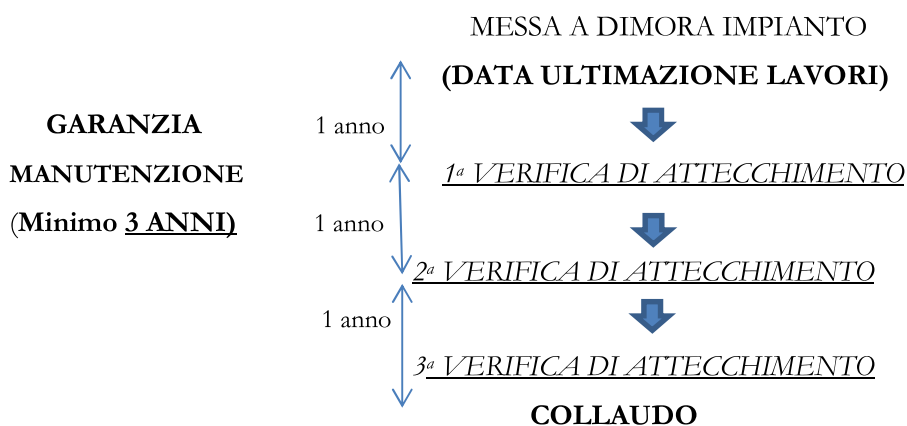 MESSA A DIMORA IMPIANTO
(DATA ULTIMAZIONE LAVORI)
GARANZIA
MANUTENZIONE
(Minimo 3 ANNI)
1 anno
1ª VERIFICA DI ATTECCHIMENTO
1 anno
2ª VERIFICA DI ATTECCHIMENTO
1 anno
3ª VERIFICA DI ATTECCHIMENTO
COLLAUDO